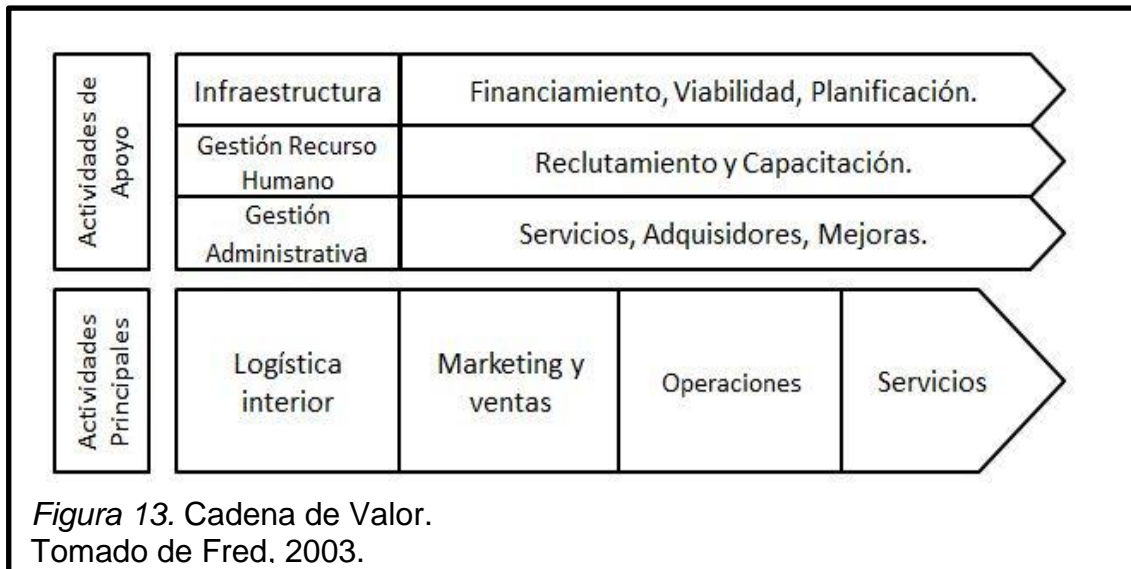 Actividades de
Apoyo
Infraestructura
Financiamiento, Viabilidad, Planificación.
Gestión Recurso
Humano
Reclutamiento y Capacitación.
Gestión
Administrativa
Servicios, Adquisidores, Mejoras.
Actividades
Principales
Logística
interior
Marketing y
ventas
Operaciones
Servicios
Figura 13. Cadena de Valor.
Tomado de Fred, 2003.